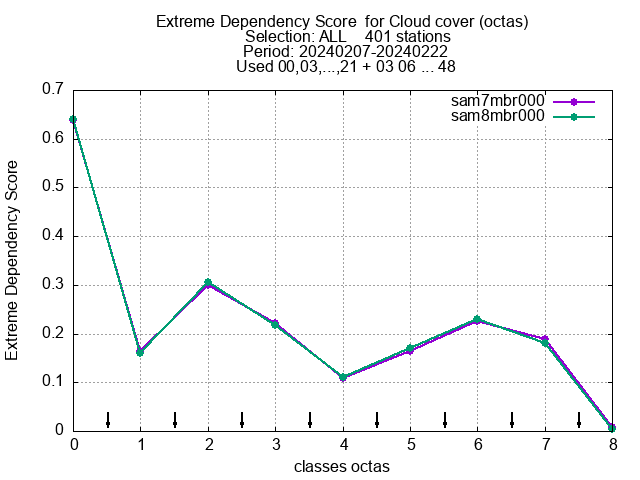 Extreme Dependency Score  for Cloud cover (octas)
Selection: ALL    401 stations
Period: 20240207-20240222
Used 00,03,...,21 + 03 06 ... 48
sam7mbr000
sam8mbr000
Extreme Dependency Score
0.7
0.6
0.5
0.4
0.3
0.2
0.1
0
0 1 2 3 4 5 6 7 8
classes octas